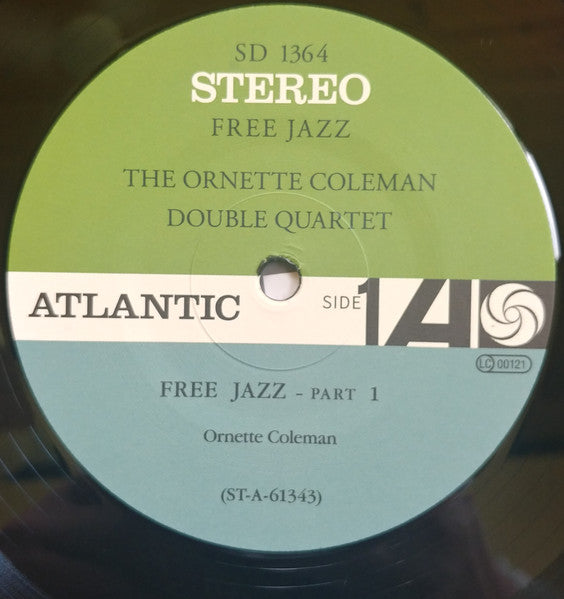 SD 1364
STEREO
FREE JAZZ
THE ORNETTE COLEMAN
DOUBLE QUARTET
ATLANTIC SIDE 1 A
LC 00121
FREE JAZZ - PART 1
Ornette Coleman
(ST-A-61343)